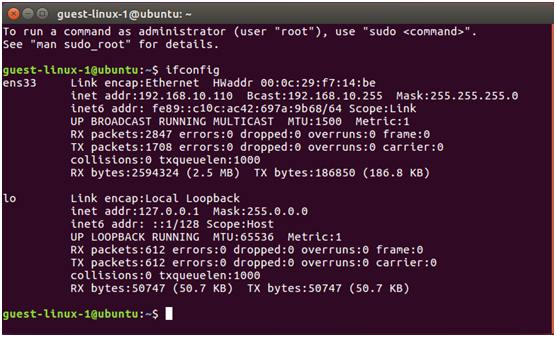 guest-linux-1@ubuntu: ~
To run a command as administrator (user "root"), use "sudo <command>".
See "man sudo_root" for details.
guest-linux-1@ubuntu:~$ ifconfig
ens33 Link encap:Ethernet HWaddr 00:0c:29:f7:14:be
inet addr:192.168.10.110 Bcast:192.168.10.255 Mask:255.255.255.0
inet6 addr: fe89::c10c:ac42:697a:9b68/64 Scope:Link
UP BROADCAST RUNNING MULTICAST MTU:1500 Metric:1
RX packets:2847 errors:0 dropped:0 overruns:0 frame:0
TX packets:1708 errors:0 dropped:0 overruns:0 carrier:0
collisions:0 txqueuelen:1000
RX bytes:2594324 (2.5 MB) TX bytes:186850 (186.8 KB)
lo Link encap:Local Loopback
inet addr:127.0.0.1 Mask:255.0.0.0
inet6 addr: ::1/128 Scope:Host
UP LOOPBACK RUNNING MTU:65536 Metric:1
RX packets:612 errors:0 dropped:0 overruns:0 frame:0
TX packets:612 errors:0 dropped:0 overruns:0 carrier:0
collisions:0 txqueuelen:1000
RX bytes:50747 (50.7 KB) TX bytes:50747 (50.7 KB)
guest-linux-1@ubuntu:~$